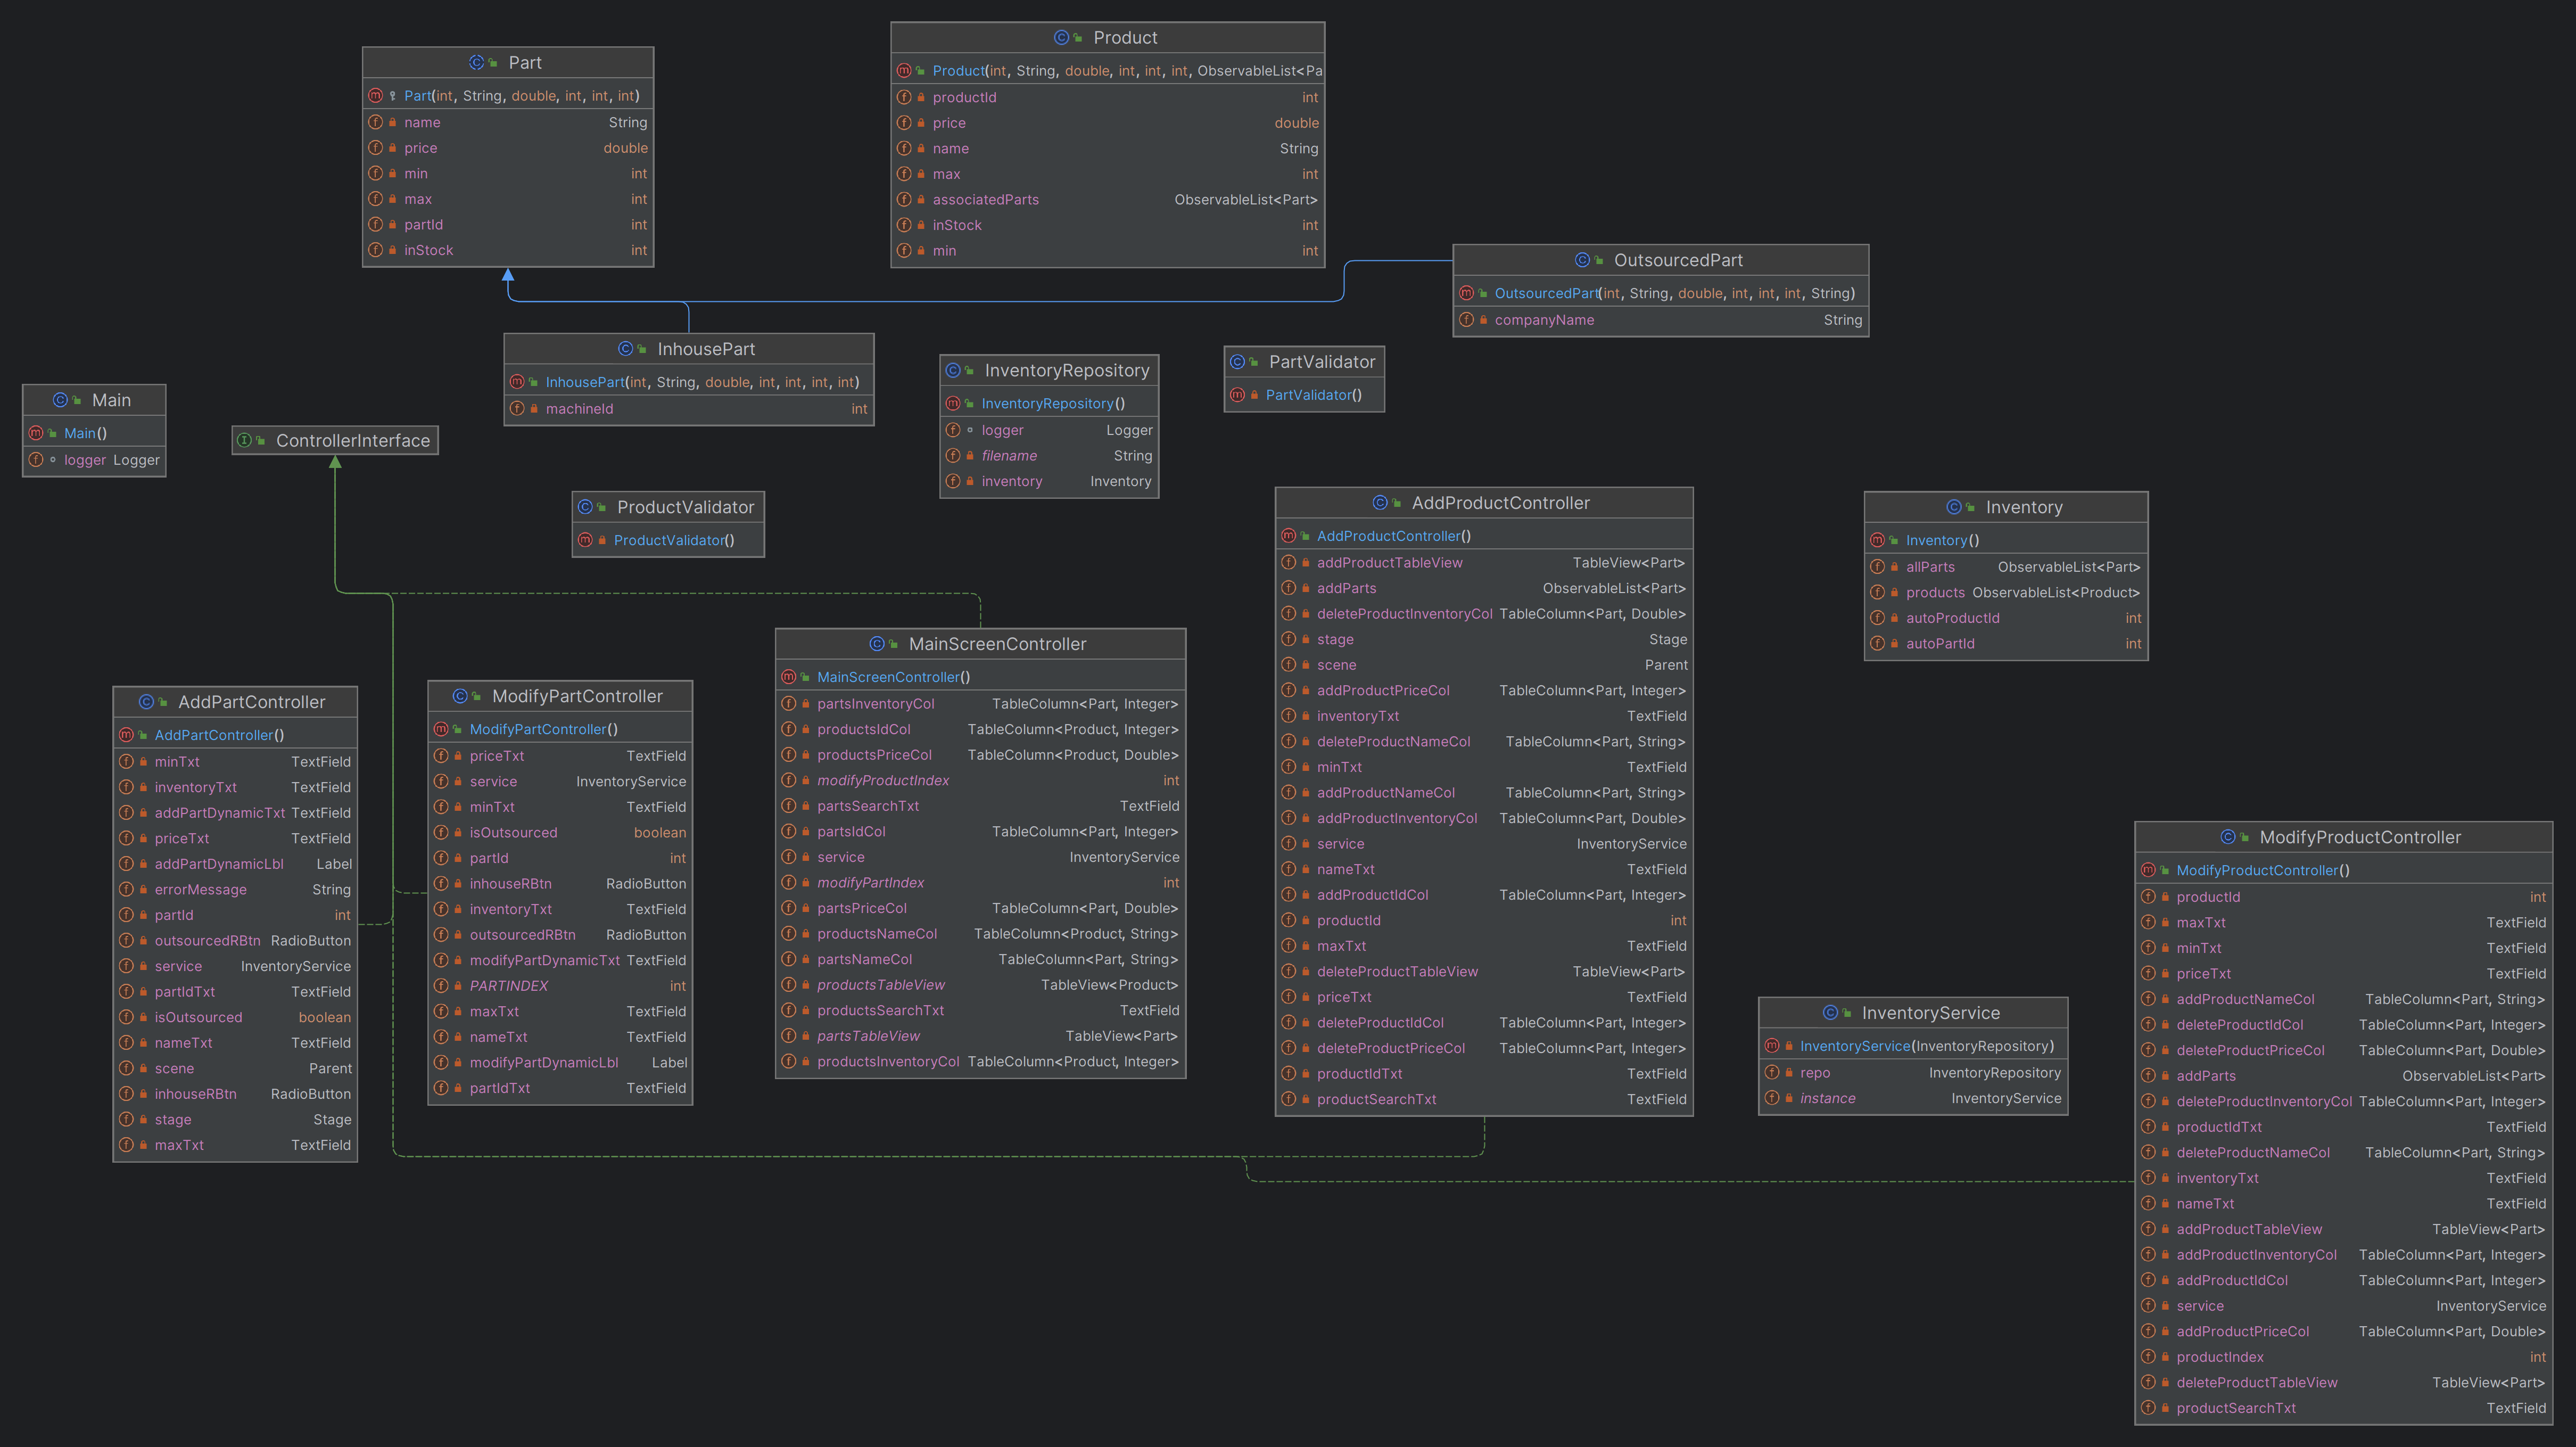 Part
Part(int, String, double, int, int, int)
name String
price double
min int
max int
partId int
inStock int
Product
Product(int, String, double, int, int, int, ObservableList<Pa
productId int
price double
name String
max int
associatedParts ObservableList<Part>
inStock int
min int
OutsourcedPart
OutsourcedPart(int, String, double, int, int, int, String)
companyName String
InhousePart
InhousePart(int, String, double, int, int, int, int)
machineId int
InventoryRepository
InventoryRepository()
logger Logger
filename String
inventory Inventory
PartValidator
PartValidator()
Main
Main()
logger Logger
ControllerInterface
ProductValidator
ProductValidator()
AddProductController
AddProductController()
addProductTableView TableView<Part>
addParts ObservableList<Part>
deleteProductInventoryCol TableColumn<Part, Double>
stage Stage
scene Parent
addProductPriceCol TableColumn<Part, Integer>
inventoryTxt TextField
deleteProductNameCol TableColumn<Part, String>
minTxt TextField
addProductNameCol TableColumn<Part, String>
addProductInventoryCol TableColumn<Part, Double>
service InventoryService
nameTxt TextField
addProductIdCol TableColumn<Part, Integer>
productId int
maxTxt TextField
deleteProductTableView TableView<Part>
priceTxt TextField
deleteProductIdCol TableColumn<Part, Integer>
deleteProductPriceCol TableColumn<Part, Integer>
productIdTxt TextField
productSearchTxt TextField
Inventory
Inventory()
allParts ObservableList<Part>
products ObservableList<Product>
autoProductId int
autoPartId int
AddPartController
AddPartController()
minTxt TextField
inventoryTxt TextField
addPartDynamicTxt TextField
priceTxt TextField
addPartDynamicLbl Label
errorMessage String
partId int
outsourcedRBtn RadioButton
service InventoryService
partIdTxt TextField
isOutsourced boolean
nameTxt TextField
scene Parent
inhouseRBtn RadioButton
stage Stage
maxTxt TextField
ModifyPartController
ModifyPartController()
priceTxt TextField
service InventoryService
minTxt TextField
isOutsourced boolean
partId int
inhouseRBtn RadioButton
inventoryTxt TextField
outsourcedRBtn RadioButton
modifyPartDynamicTxt TextField
PARTINDEX int
maxTxt TextField
nameTxt TextField
modifyPartDynamicLbl Label
partIdTxt TextField
MainScreenController
MainScreenController()
partsInventoryCol TableColumn<Part, Integer>
productsIdCol TableColumn<Product, Integer>
productsPriceCol TableColumn<Product, Double>
modifyProductIndex int
partsSearchTxt TextField
partsIdCol TableColumn<Part, Integer>
service InventoryService
modifyPartIndex int
partsPriceCol TableColumn<Part, Double>
productsNameCol TableColumn<Product, String>
partsNameCol TableColumn<Part, String>
productsTableView TableView<Product>
productsSearchTxt TextField
partsTableView TableView<Part>
productsInventoryCol TableColumn<Product, Integer>
InventoryService
InventoryService(InventoryRepository)
repo InventoryRepository
instance InventoryService
ModifyProductController
ModifyProductController()
productId int
maxTxt TextField
minTxt TextField
priceTxt TextField
addProductNameCol TableColumn<Part, String>
deleteProductIdCol TableColumn<Part, Integer>
deleteProductPriceCol TableColumn<Part, Double>
addParts ObservableList<Part>
deleteProductInventoryCol TableColumn<Part, Integer>
productIdTxt TextField
deleteProductNameCol TableColumn<Part, String>
inventoryTxt TextField
nameTxt TextField
addProductTableView TableView<Part>
addProductInventoryCol TableColumn<Part, Integer>
addProductIdCol TableColumn<Part, Integer>
service InventoryService
addProductPriceCol TableColumn<Part, Double>
productIndex int
deleteProductTableView TableView<Part>
productSearchTxt TextField